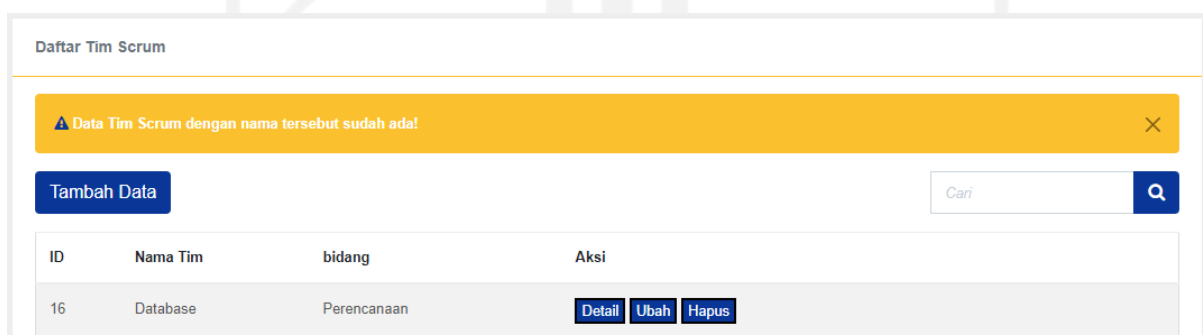 Daftar Tim Scrum
Data Tim Scrum dengan nama tersebut sudah ada!
Tambah Data
Cari
ID Nama Tim bidang Aksi
16 Database Perencanaan Detail Ubah Hapus